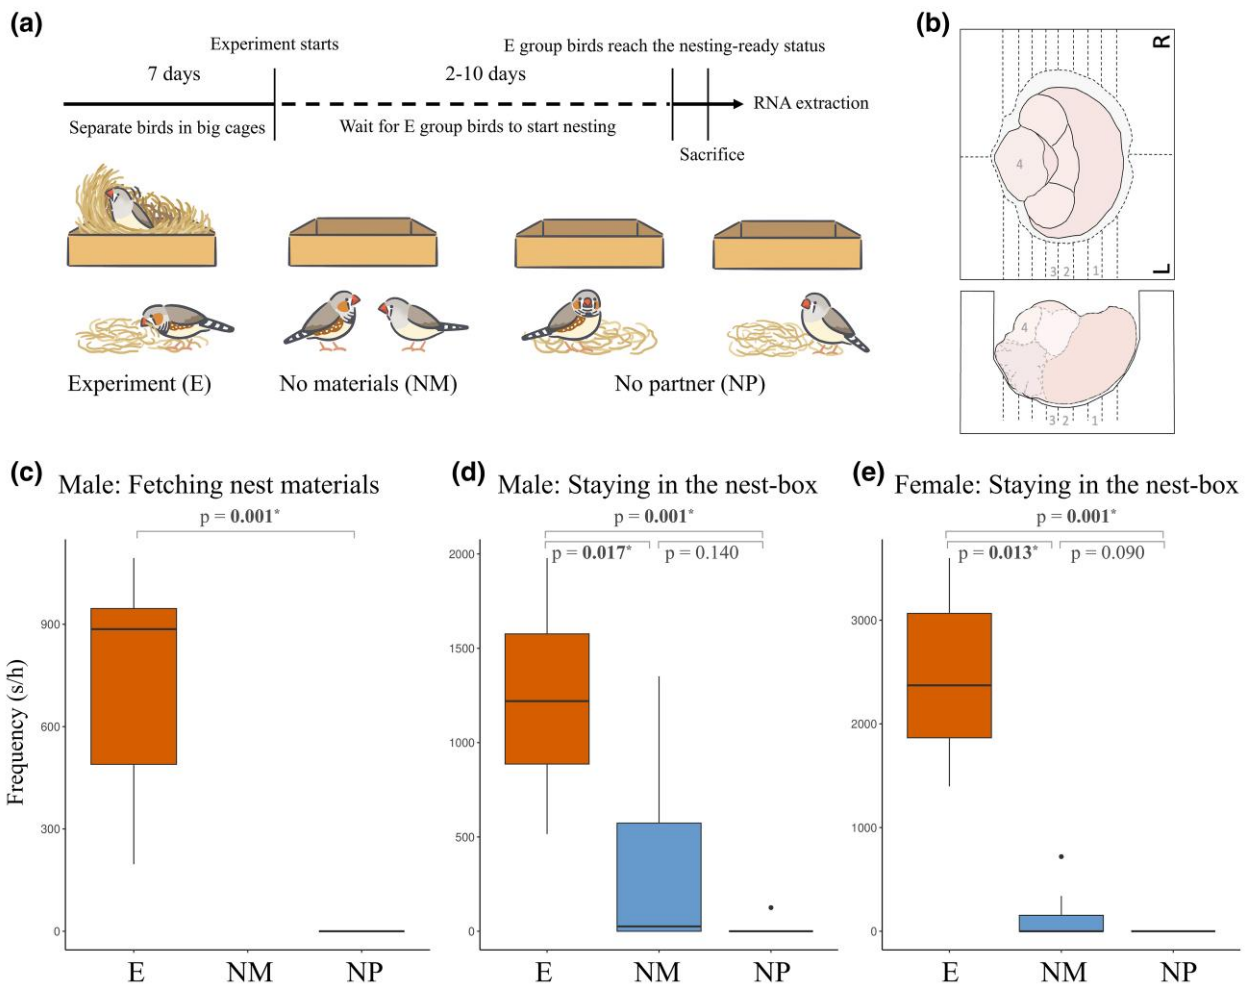 (a)
Experiment starts
E group birds reach the nesting-ready status
7 days
2-10 days
RNA extraction
Separate birds in big cages
Wait for E group birds to start nesting
Sacrifice
Experiment (E)
No materials (NM)
No partner (NP)
(b)
R
4
L
3 2 1
4
3 2 1
(c)
Male: Fetching nest materials
p = 0.001*
Frequency (s/h)
900
600
300
0
E
NM
NP
(d)
Male: Staying in the nest-box
p = 0.001*
p = 0.017*
p = 0.140
2000
1500
1000
500
0
E
NM
NP
(e)
Female: Staying in the nest-box
p = 0.001*
p = 0.013*
p = 0.090
3000
2000
1000
0
E
NM
NP